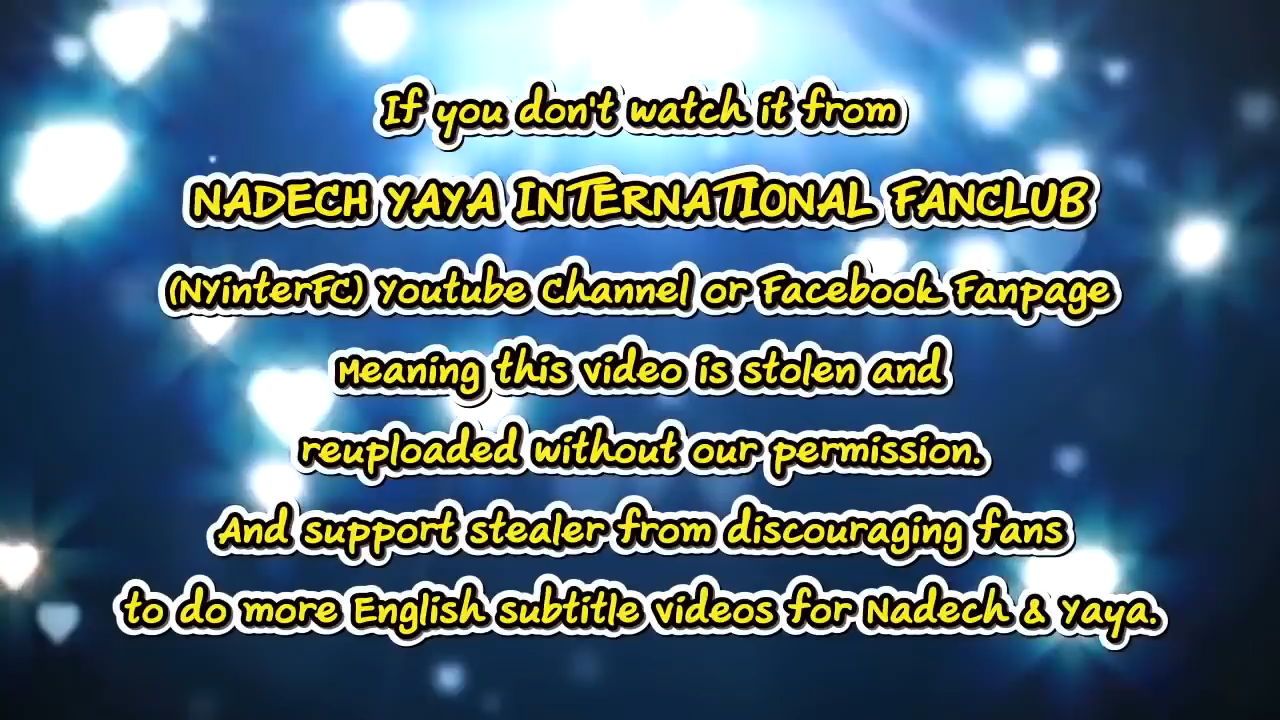 If you don't watch it from
NADECH YAYA INTERNATIONAL FANCLUB
(NYinterFC) Youtube Channel or Facebook Fanpage
Meaning this video is stolen and
reuploaded without our permission.
And support stealer from discouraging fans
to do more English subtitle videos for Nadech & Yaya.